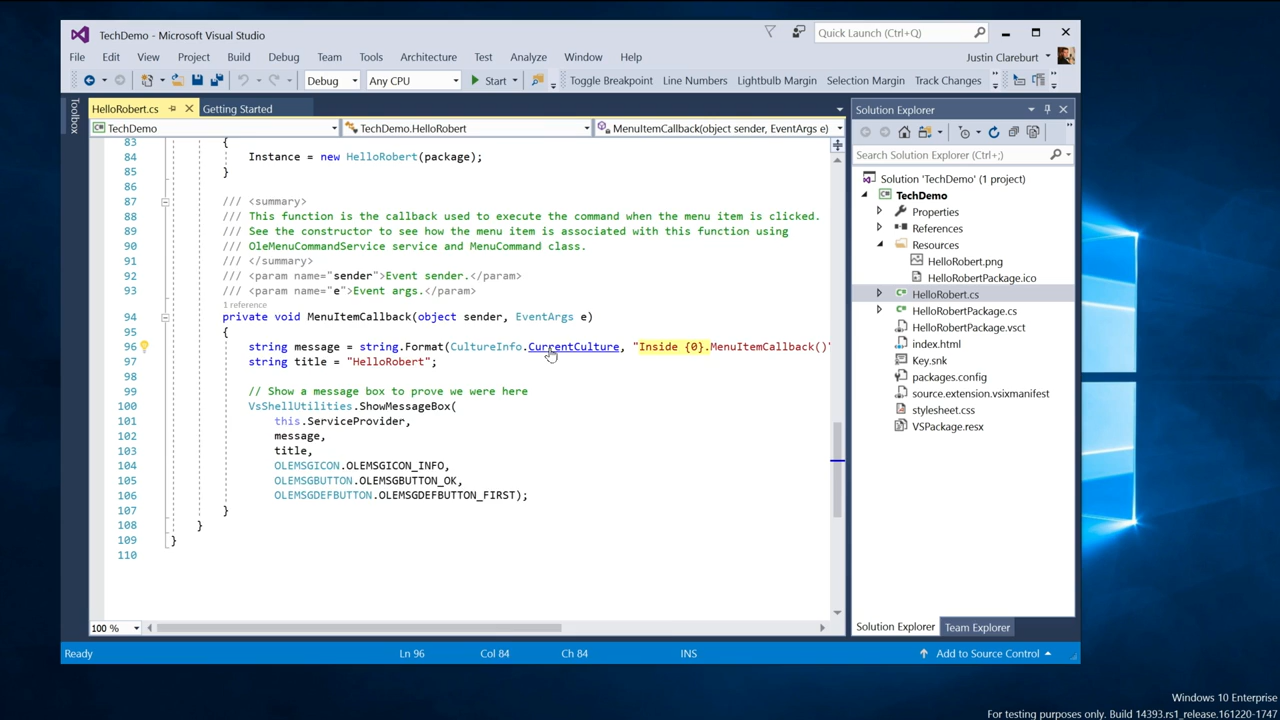 TechDemo - Microsoft Visual Studio
Quick Launch (Ctrl+Q)
File Edit View Project Build Debug Team Tools Architecture Test Analyze Window Help
Justin Clareburt
Debug Any CPU Start Toggle Breakpoint Line Numbers Lightbulb Margin Selection Margin Track Changes
Toolbox
HelloRobert.cs Getting Started
TechDemo TechDemo.HelloRobert MenuItemCallback(object sender, EventArgs e)
83 {
84 Instance = new HelloRobert(package);
85 }
86
87 /// <summary>
88 /// This function is the callback used to execute the command when the menu item is clicked.
89 /// See the constructor to see how the menu item is associated with this function using
90 /// OleMenuCommandService service and MenuCommand class.
91 /// </summary>
92 /// <param name="sender">Event sender.</param>
93 /// <param name="e">Event args.</param>
1 reference
94 private void MenuItemCallback(object sender, EventArgs e)
95 {
96 string message = string.Format(CultureInfo.CurrentCulture, "Inside {0}.MenuItemCallback()"
97 string title = "HelloRobert";
98
99 // Show a message box to prove we were here
100 VsShellUtilities.ShowMessageBox(
101 this.ServiceProvider,
102 message,
103 title,
104 OLEMSGICON.OLEMSGICON_INFO,
105 OLEMSGBUTTON.OLEMSGBUTTON_OK,
106 OLEMSGDEFBUTTON.OLEMSGDEFBUTTON_FIRST);
107 }
108 }
109 }
110
100 %
Solution Explorer
Search Solution Explorer (Ctrl+;)
Solution 'TechDemo' (1 project)
TechDemo
Properties
References
Resources
HelloRobert.png
HelloRobertPackage.ico
HelloRobert.cs
HelloRobertPackage.cs
HelloRobertPackage.vsct
index.html
Key.snk
packages.config
source.extension.vsixmanifest
stylesheet.css
VSPackage.resx
Solution Explorer Team Explorer
Ready Ln 96 Col 84 Ch 84 INS Add to Source Control
Windows 10 Enterprise
For testing purposes only. Build 14393.rs1_release.161220-1747